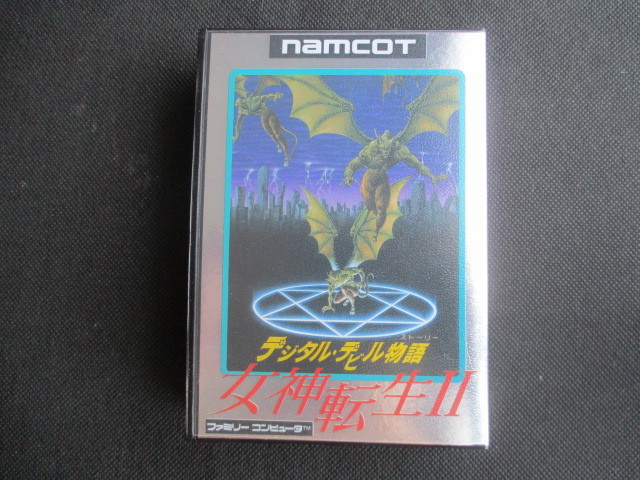 namcoT
ストーリー
デジタル・デビル物語
女神転生II
ファミリー コンピュータ™